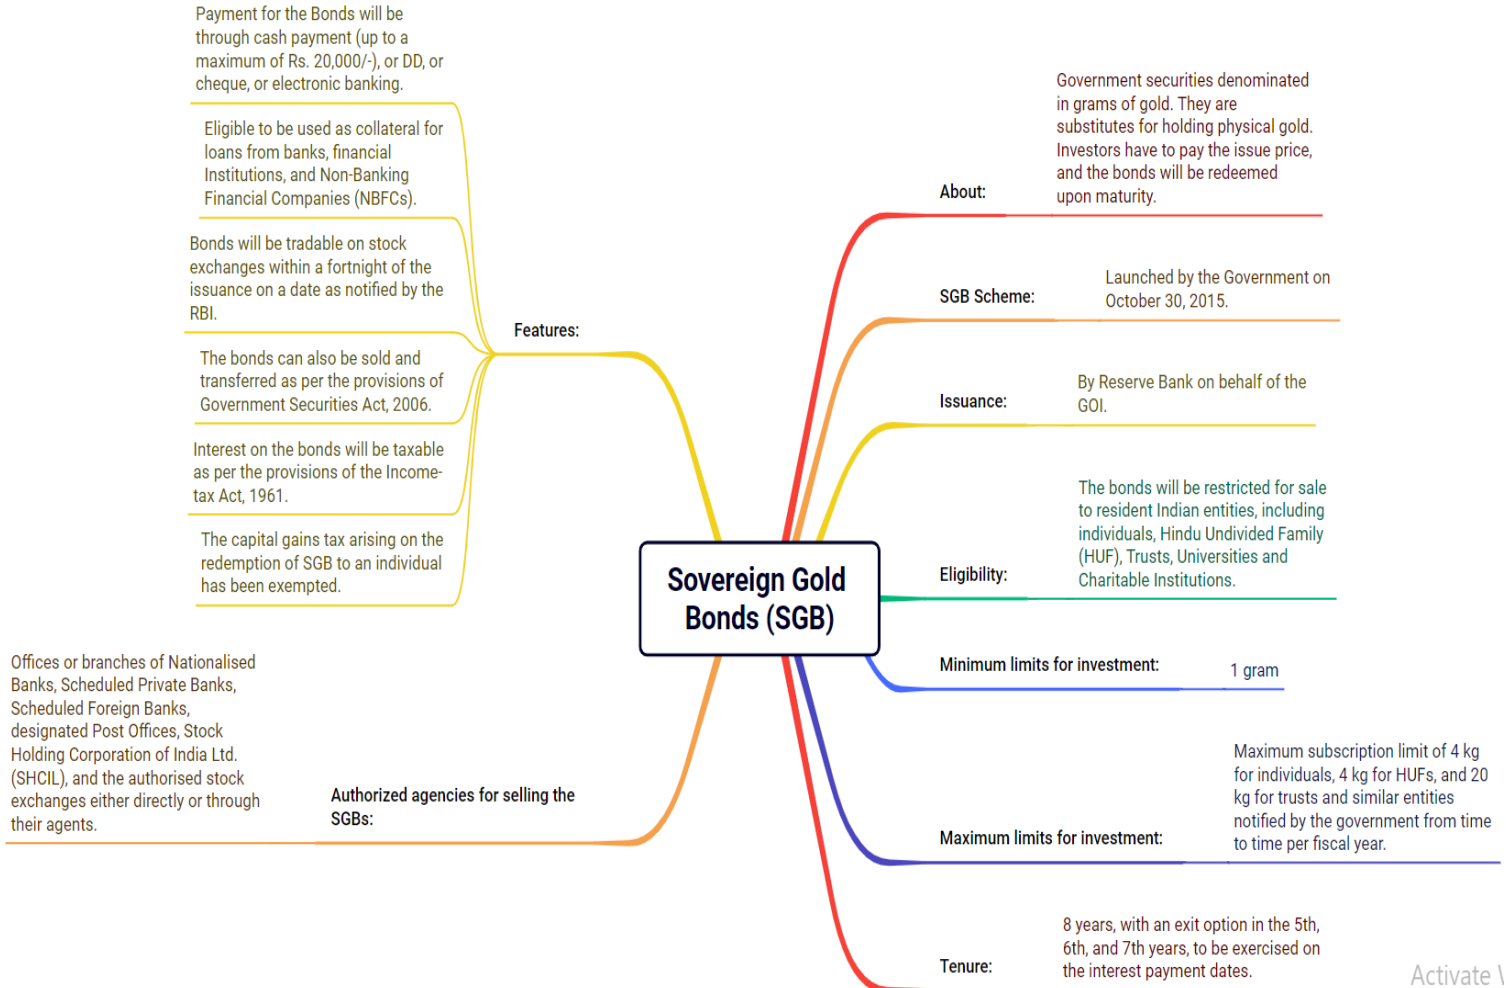 Payment for the Bonds will be
through cash payment (up to a
maximum of Rs. 20,000/-), or DD, or
cheque, or electronic banking.
Eligible to be used as collateral for
loans from banks, financial
Institutions, and Non-Banking
Financial Companies (NBFCs).
Bonds will be tradable on stock
exchanges within a fortnight of the
issuance on a date as notified by the
RBI.
The bonds can also be sold and
transferred as per the provisions of
Government Securities Act, 2006.
Interest on the bonds will be taxable
as per the provisions of the Income-
tax Act, 1961.
The capital gains tax arising on the
redemption of SGB to an individual
has been exempted.
Features:
Offices or branches of Nationalised
Banks, Scheduled Private Banks,
Scheduled Foreign Banks,
designated Post Offices, Stock
Holding Corporation of India Ltd.
(SHCIL), and the authorised stock
exchanges either directly or through
their agents.
Authorized agencies for selling the
SGBs:
Sovereign Gold
Bonds (SGB)
About:
Government securities denominated
in grams of gold. They are
substitutes for holding physical gold.
Investors have to pay the issue price,
and the bonds will be redeemed
upon maturity.
SGB Scheme:
Launched by the Government on
October 30, 2015.
Issuance:
By Reserve Bank on behalf of the
GOI.
Eligibility:
The bonds will be restricted for sale
to resident Indian entities, including
individuals, Hindu Undivided Family
(HUF), Trusts, Universities and
Charitable Institutions.
Minimum limits for investment:
1 gram
Maximum limits for investment:
Maximum subscription limit of 4 kg
for individuals, 4 kg for HUFs, and 20
kg for trusts and similar entities
notified by the government from time
to time per fiscal year.
Tenure:
8 years, with an exit option in the 5th,
6th, and 7th years, to be exercised on
the interest payment dates.
Activate